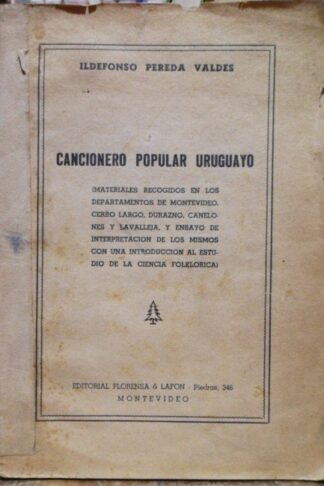 ILDEFONSO PEREDA VALDES
CANCIONERO POPULAR URUGUAYO
(MATERIALES RECOGIDOS EN LOS
DEPARTAMENTOS DE MONTEVIDEO,
CERRO LARGO, DURAZNO, CANELO-
NES Y LAVALLEJA, Y ENSAYO DE
INTERPRETACION DE LOS MISMOS
CON UNA INTRODUCCION AL ESTU-
DIO DE LA CIENCIA FOLKLORICA)
EDITORIAL FLORENSA & LAFON - Piedras, 346
MONTEVIDEO